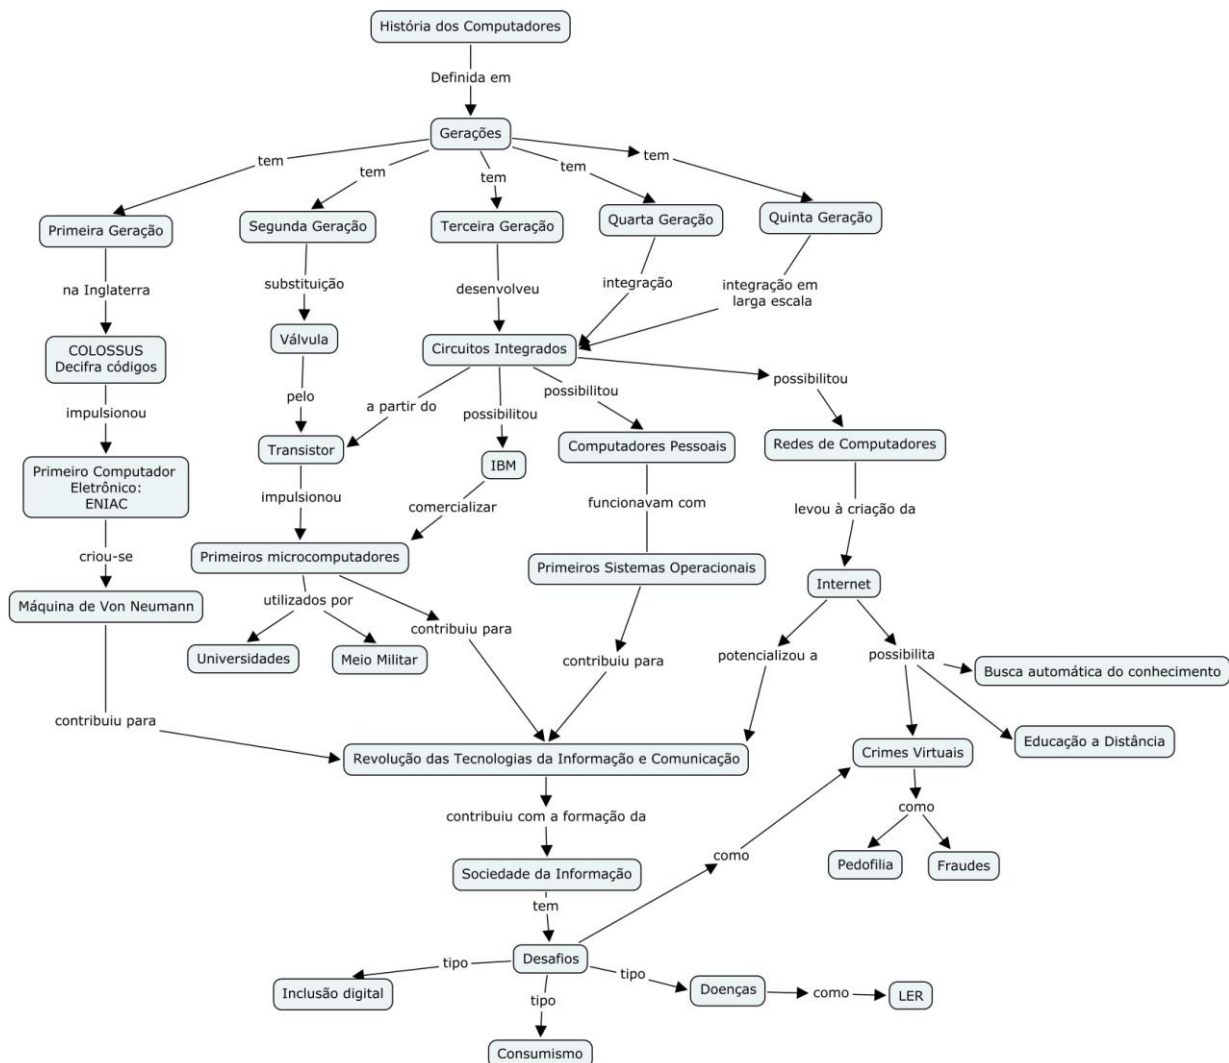 História dos Computadores
Definida em
Gerações
tem
tem
tem
tem
tem
Primeira Geração
Segunda Geração
Terceira Geração
Quarta Geração
Quinta Geração
na Inglaterra
substituição
desenvolveu
integração
integração em
larga escala
COLOSSUS
Decifra códigos
Válvula
Circuitos Integrados
impulsionou
pelo
a partir do
possibilitou
possibilitou
possibilitou
Primeiro Computador
Eletrônico:
ENIAC
Transistor
IBM
Computadores Pessoais
Redes de Computadores
impulsionou
comercializar
funcionavam com
levou à criação da
criou-se
Primeiros microcomputadores
Primeiros Sistemas Operacionais
Internet
Máquina de Von Neumann
utilizados por
contribuiu para
Universidades
Meio Militar
contribuiu para
potencializou a
possibilita
Busca automática do conhecimento
contribuiu para
Educação a Distância
Revolução das Tecnologias da Informação e Comunicação
Crimes Virtuais
contribuiu com a formação da
como
como
Pedofilia
Fraudes
Sociedade da Informação
tem
Desafios
tipo
tipo
tipo
Inclusão digital
Doenças
como
LER
Consumismo